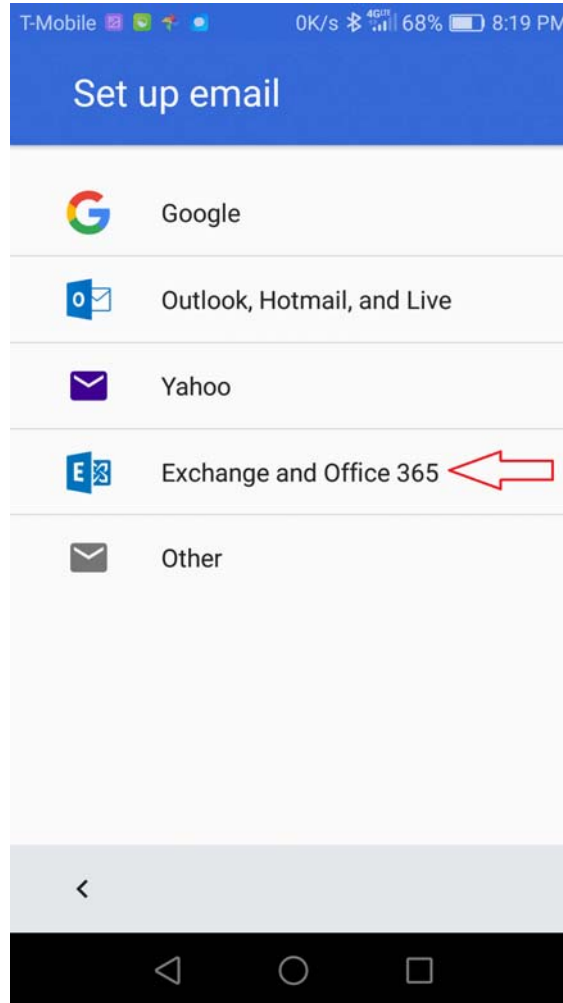 T-Mobile 0K/s 4G 68% 8:19 PM
Set up email
Google
Outlook, Hotmail, and Live
Yahoo
Exchange and Office 365
Other